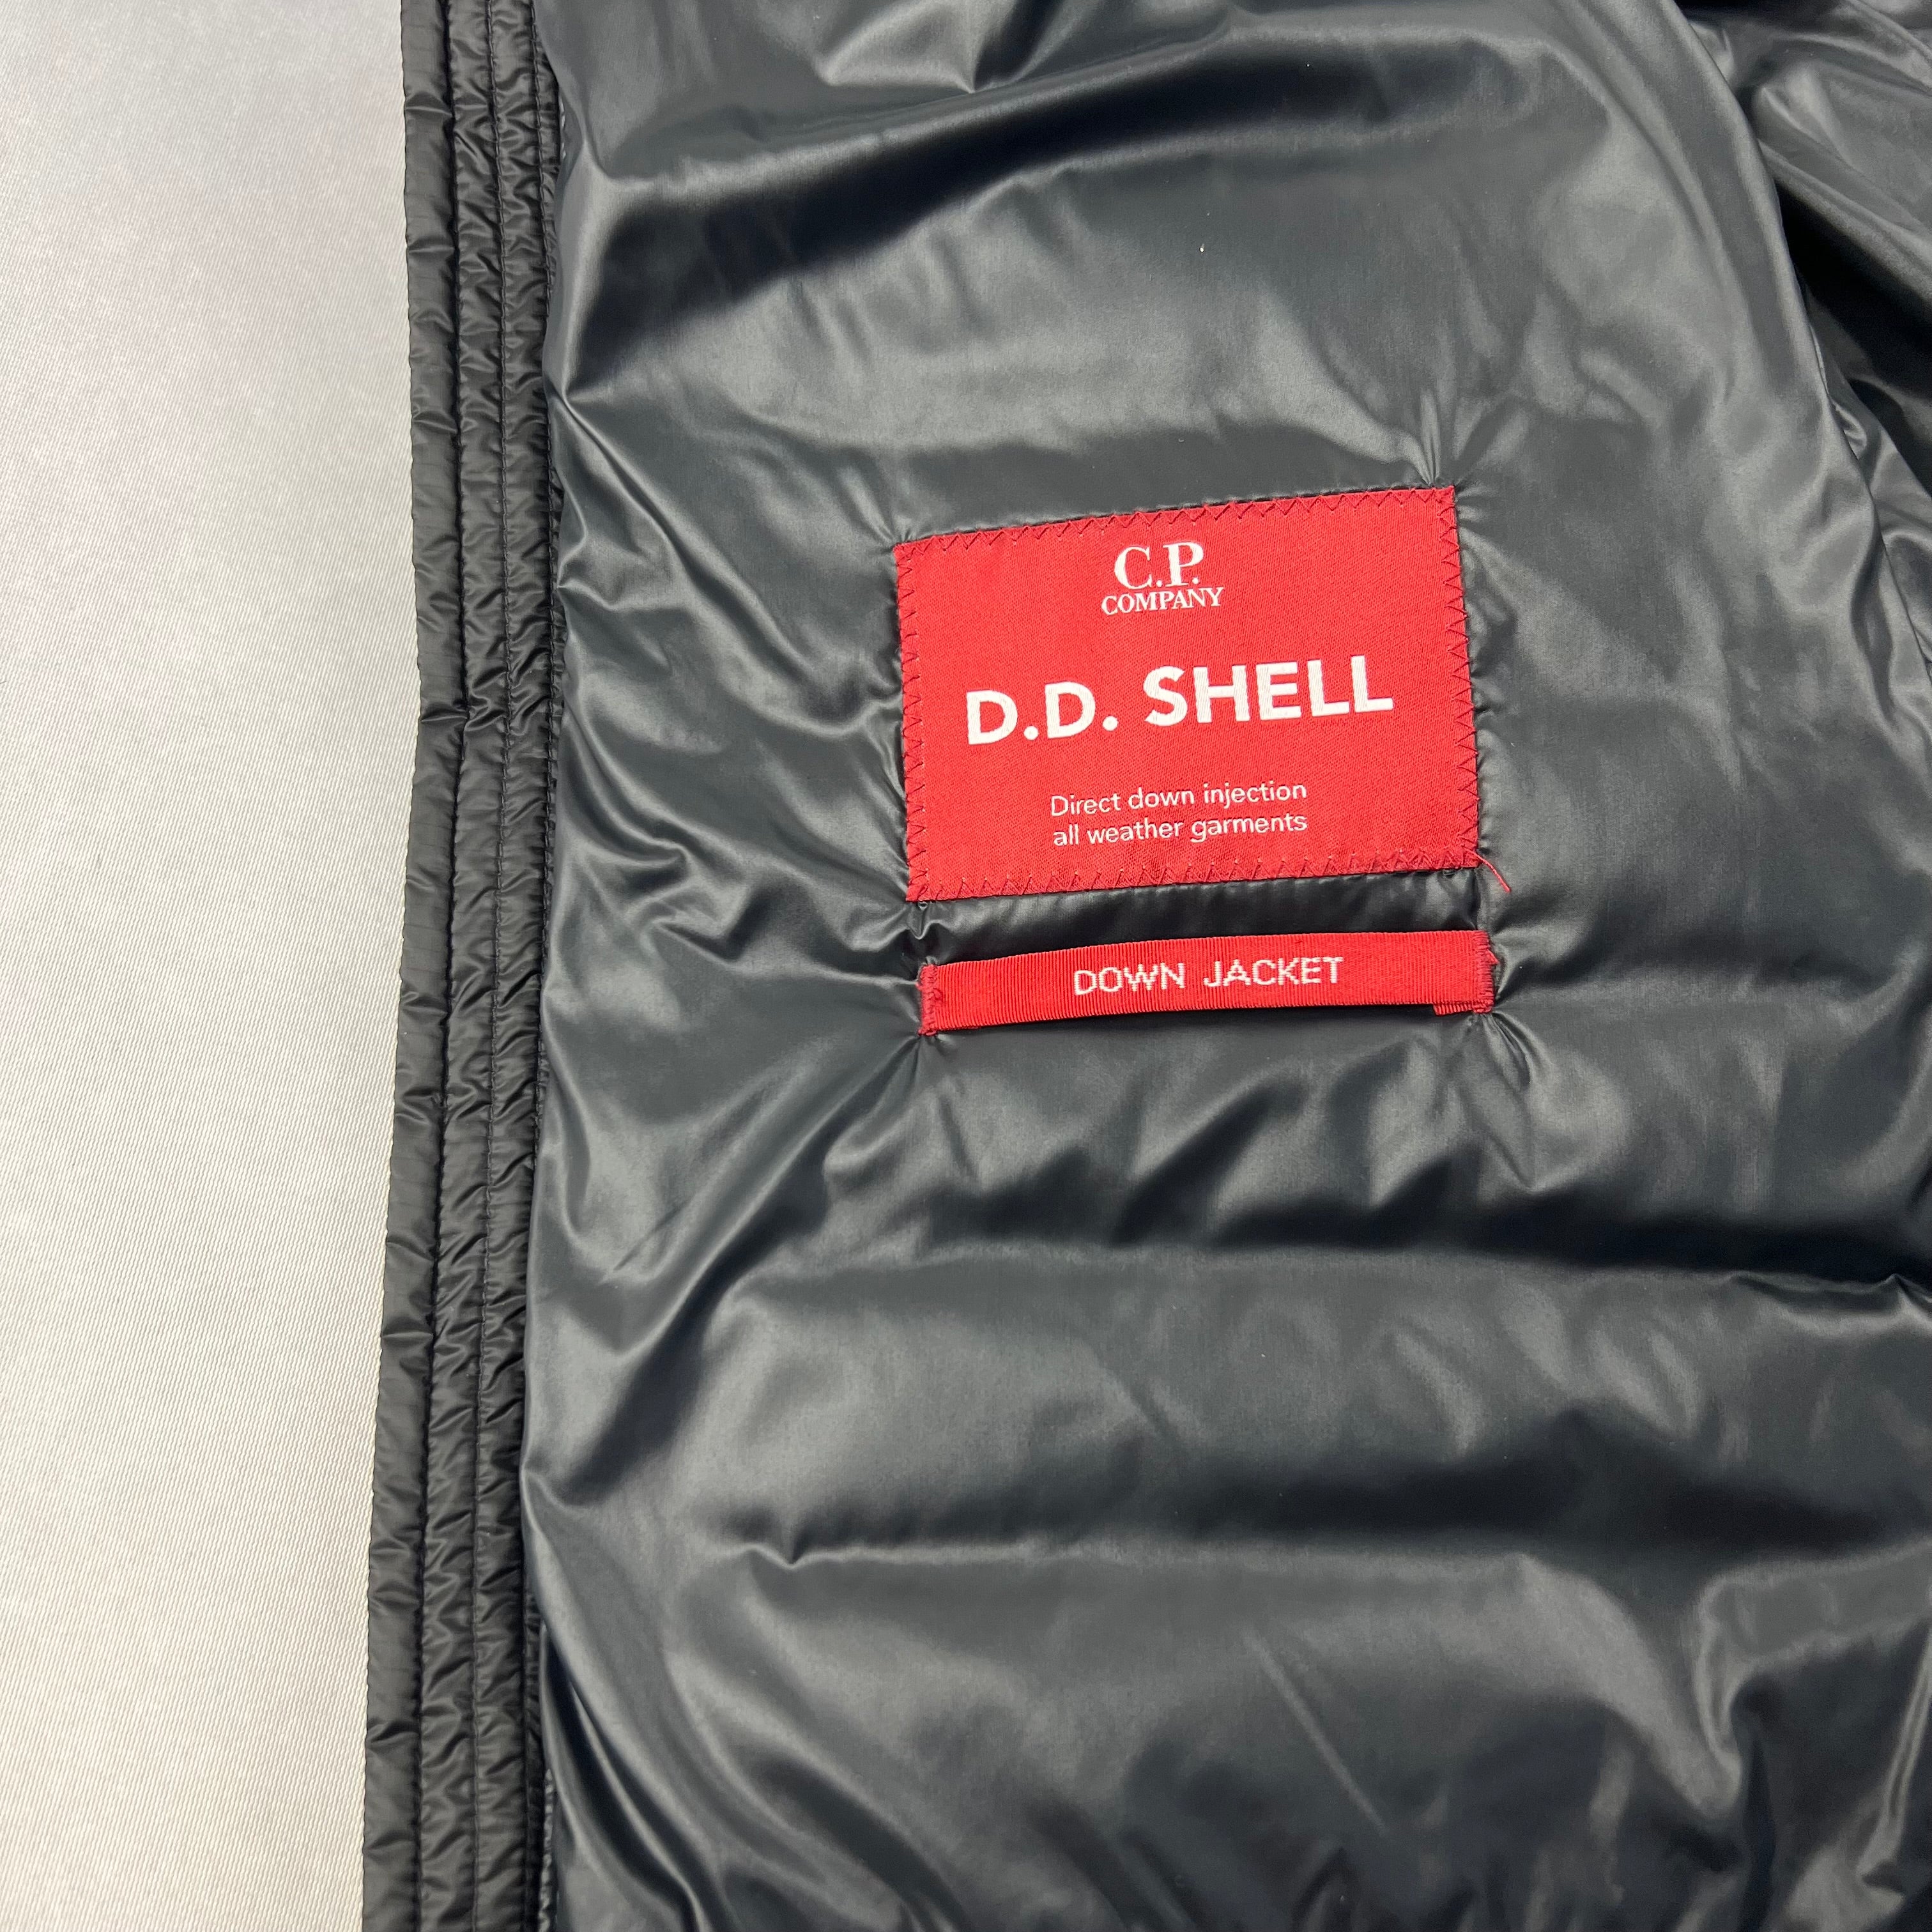 C.P.
COMPANY
D.D. SHELL
Direct down injection
all weather garments
DOWN JACKET